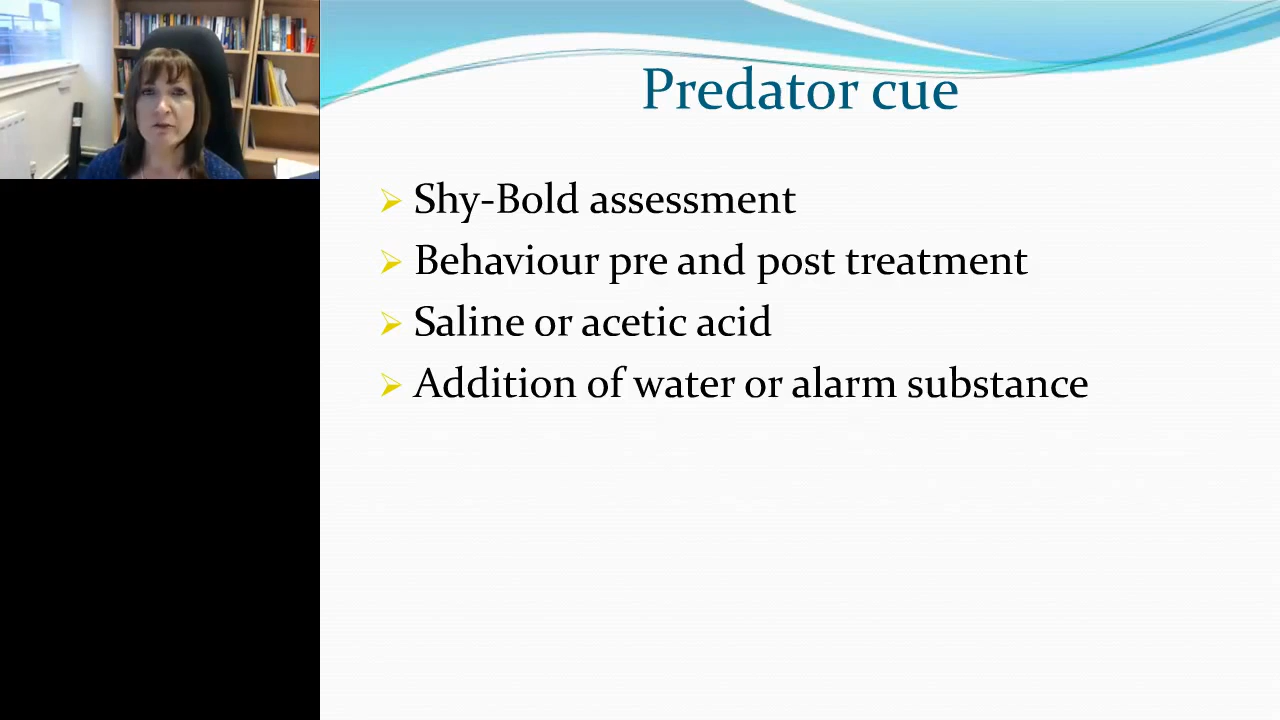 Predator cue
Shy-Bold assessment
Behaviour pre and post treatment
Saline or acetic acid
Addition of water or alarm substance